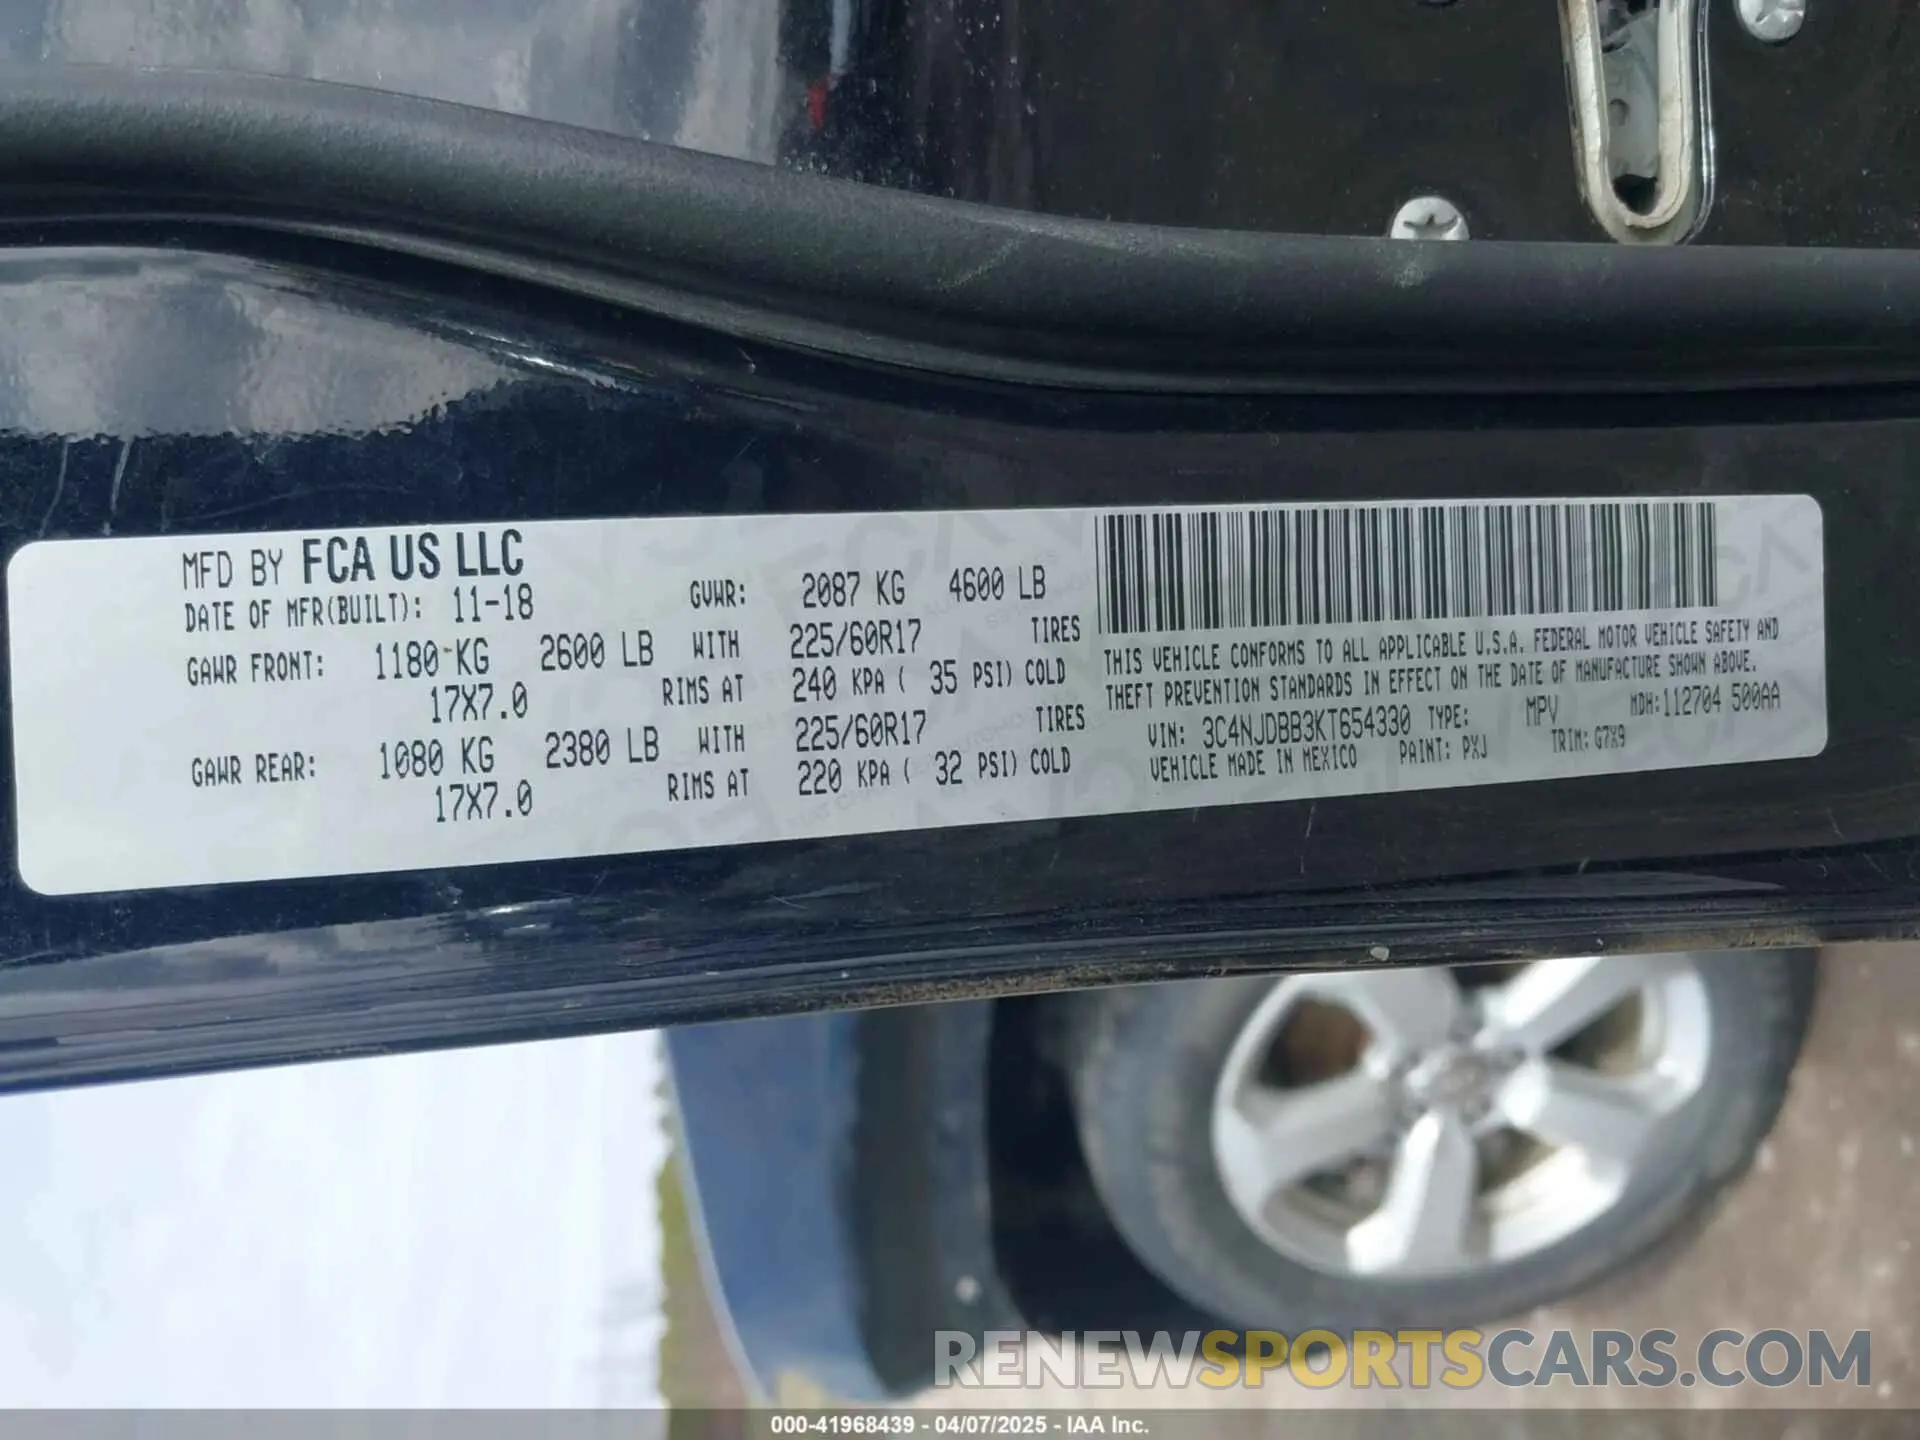 MFD BY FCA US LLC
DATE OF MFR(BUILT): 11-18 GVWR: 2087 KG 4600 LB
GAWR FRONT: 1180 KG 2600 LB WITH 225/60R17 TIRES
17X7.0 RIMS AT 240 KPA ( 35 PSI) COLD
GAWR REAR: 1080 KG 2380 LB WITH 225/60R17 TIRES
17X7.0 RIMS AT 220 KPA ( 32 PSI) COLD
THIS VEHICLE CONFORMS TO ALL APPLICABLE U.S.A. FEDERAL MOTOR VEHICLE SAFETY AND
THEFT PREVENTION STANDARDS IN EFFECT ON THE DATE OF MANUFACTURE SHOWN ABOVE.
VIN: 3C4NJDBB3KT654330 TYPE: MPV MDH:112704 500AA
VEHICLE MADE IN MEXICO PAINT: PXJ TRIM: G7X9
RENEWSPORTSCARS.COM
000-41968439 - 04/07/2025 - IAA Inc.